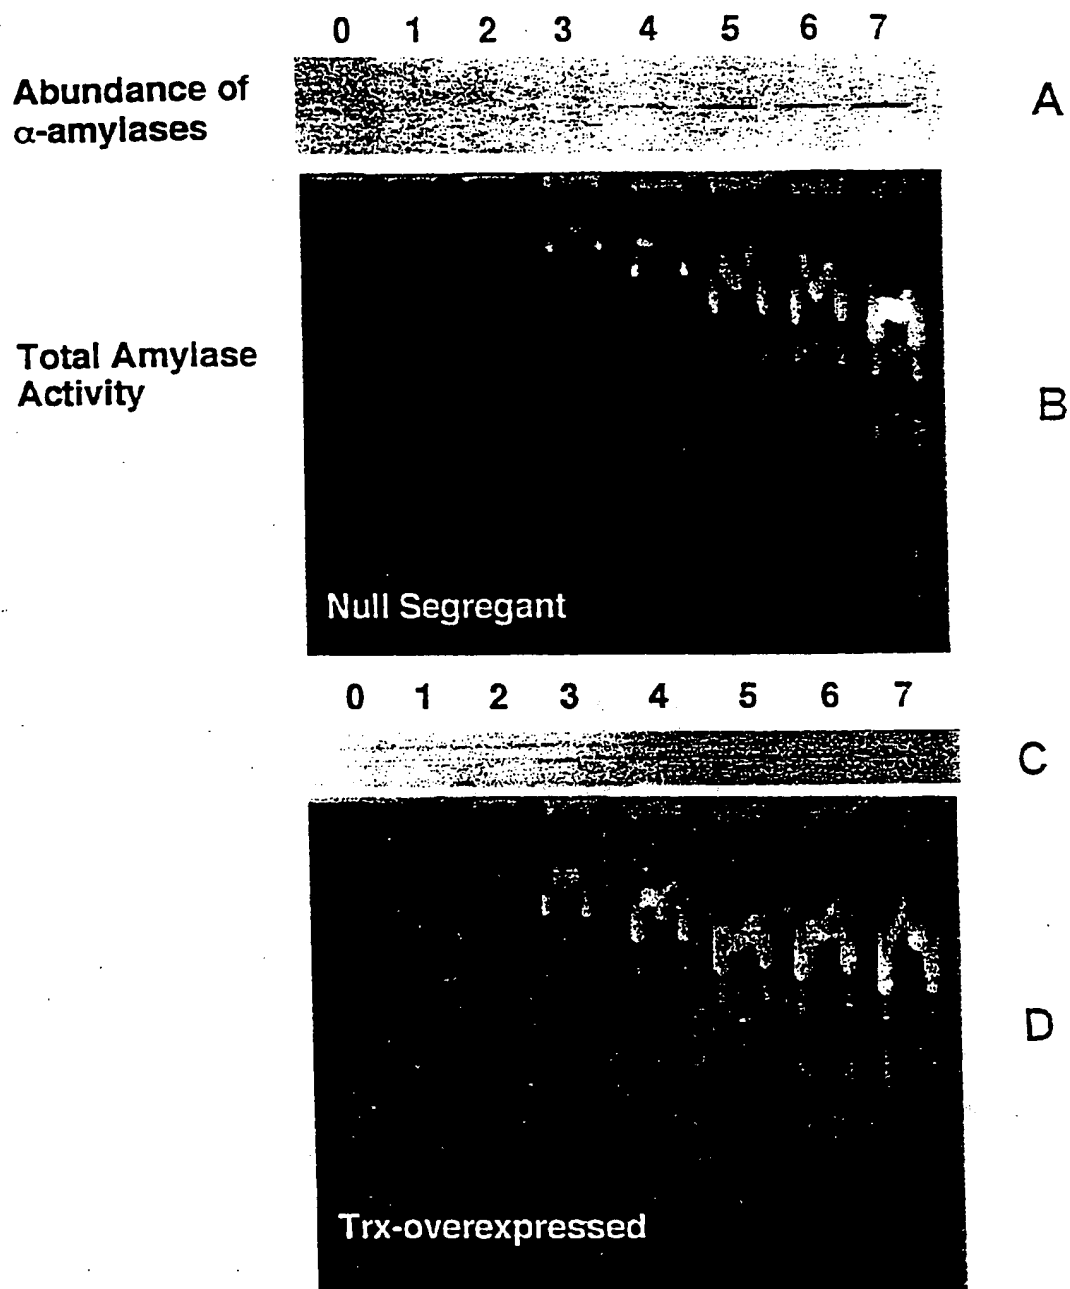 0 1 2 3 4 5 6 7
Abundance of
α-amylases
A
Total Amylase
Activity
B
Null Segregant
0 1 2 3 4 5 6 7
C
D
Trx-overexpressed